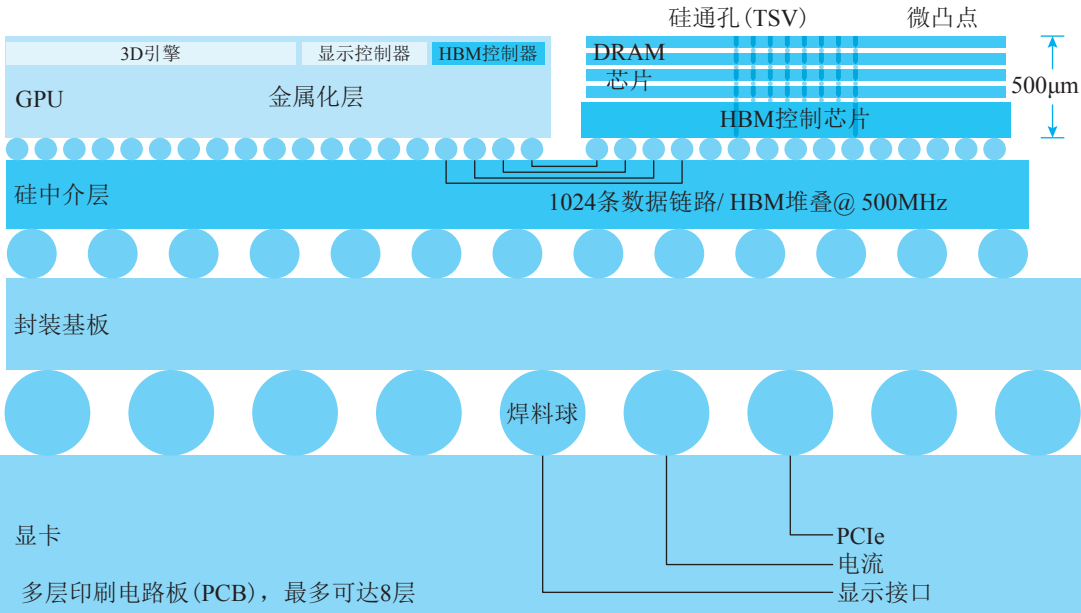 硅通孔(TSV)
微凸点
3D引擎
显示控制器
HBM控制器
DRAM
芯片
GPU
金属化层
500μm
HBM控制芯片
硅中介层
1024条数据链路/ HBM堆叠@ 500MHz
封装基板
焊料球
显卡
PCIe
电流
显示接口
多层印刷电路板(PCB)，最多可达8层